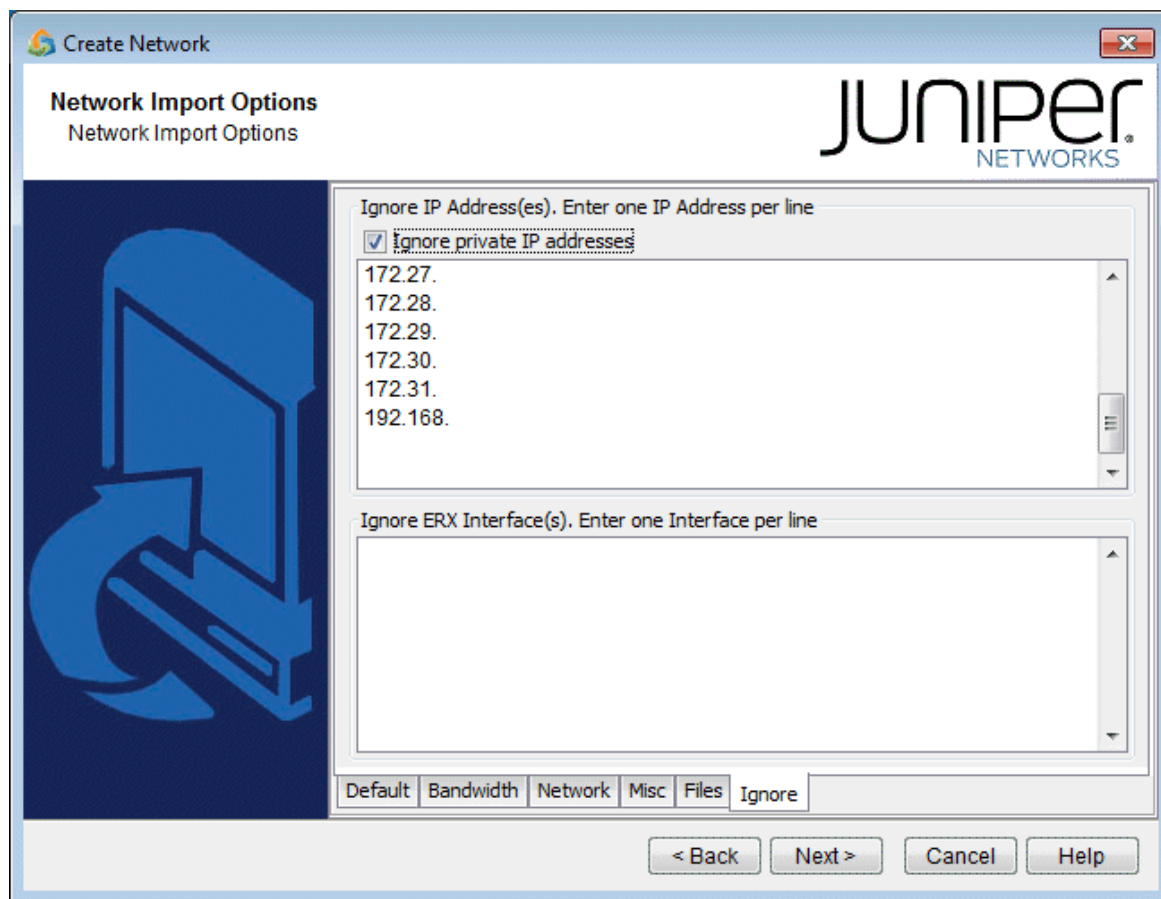 Create Network
Network Import Options
Network Import Options
JUNIPER
NETWORKS
Ignore IP Address(es). Enter one IP Address per line
Ignore private IP addresses
172.27.
172.28.
172.29.
172.30.
172.31.
192.168.
Ignore ERX Interface(s). Enter one Interface per line
Default Bandwidth Network Misc Files Ignore
< Back Next > Cancel Help